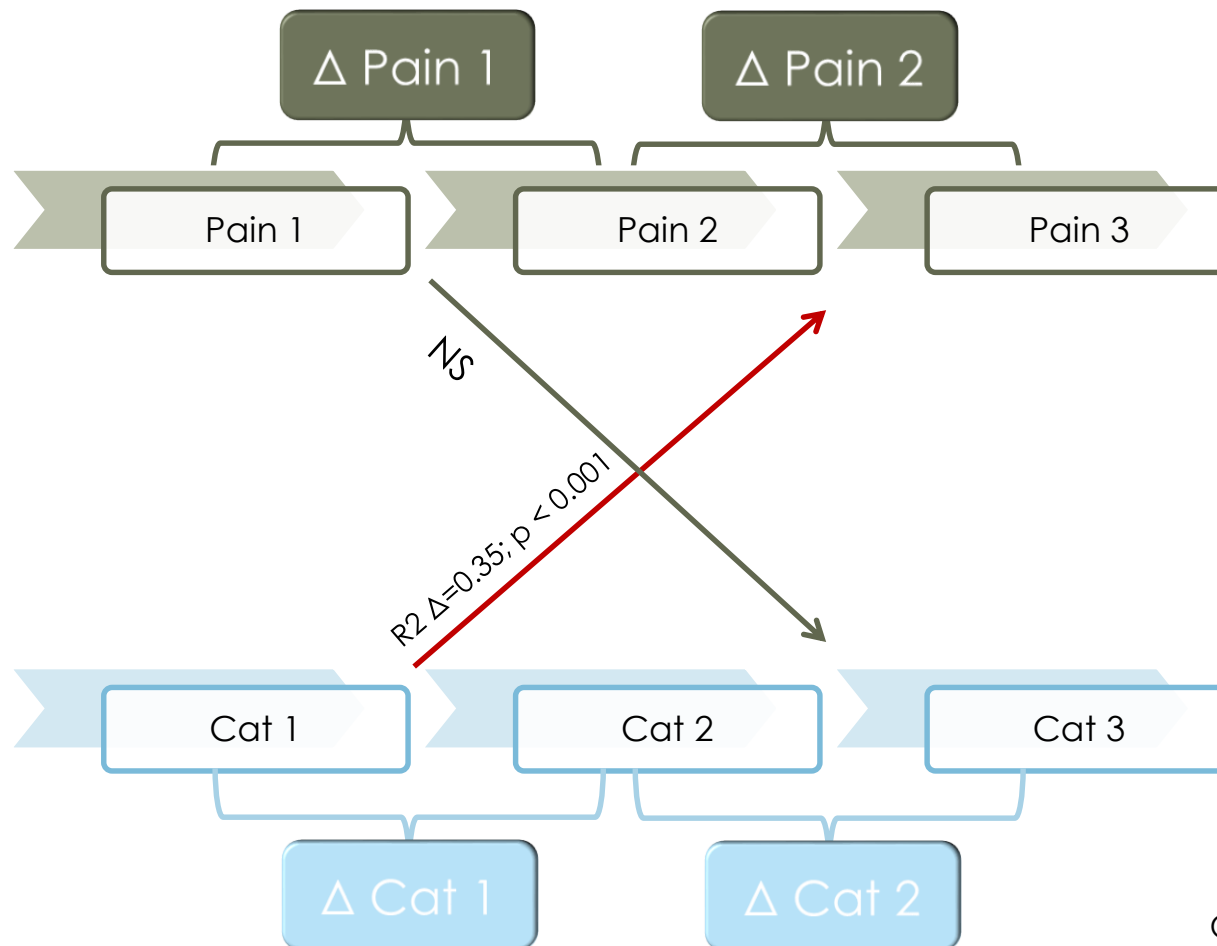 Δ Pain 1
Δ Pain 2
Pain 1
Pain 2
Pain 3
NS
R2 Δ=0.35; p < 0.001
Cat 1
Cat 2
Cat 3
Δ Cat 1
Δ Cat 2